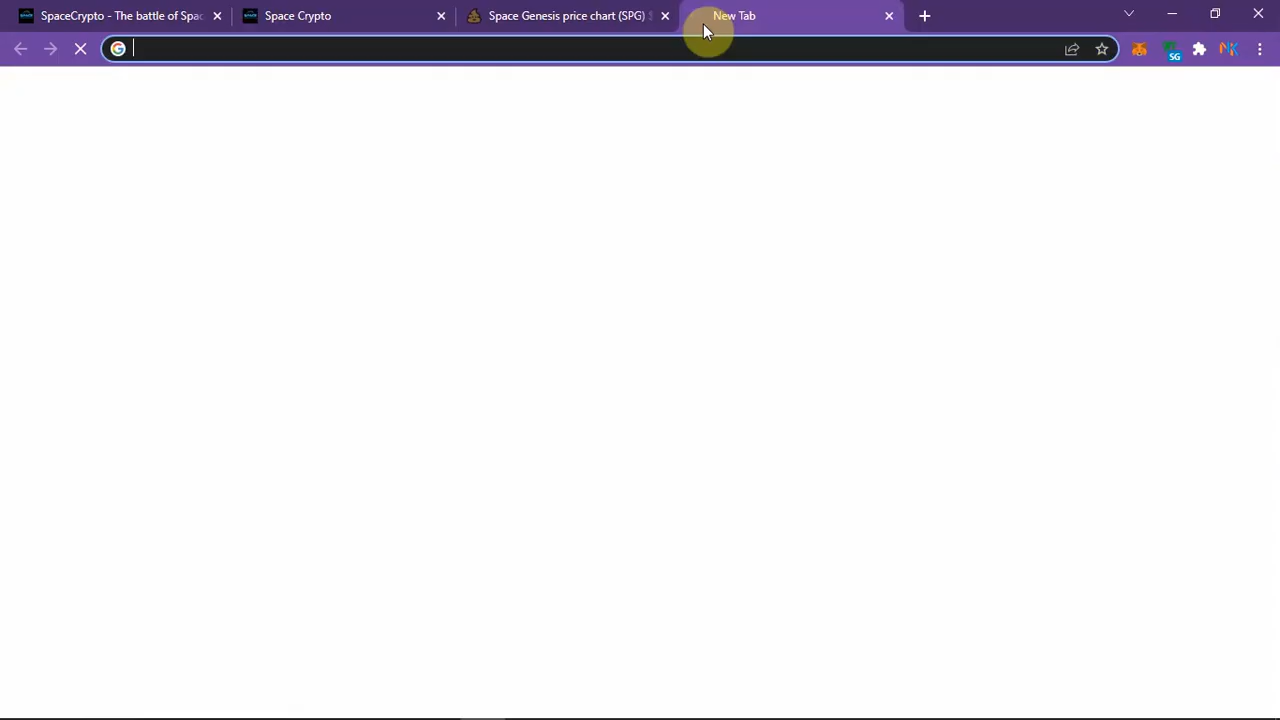 SpaceCrypto - The battle of Spac
Space Crypto
Space Genesis price chart (SPG)
New Tab
SG